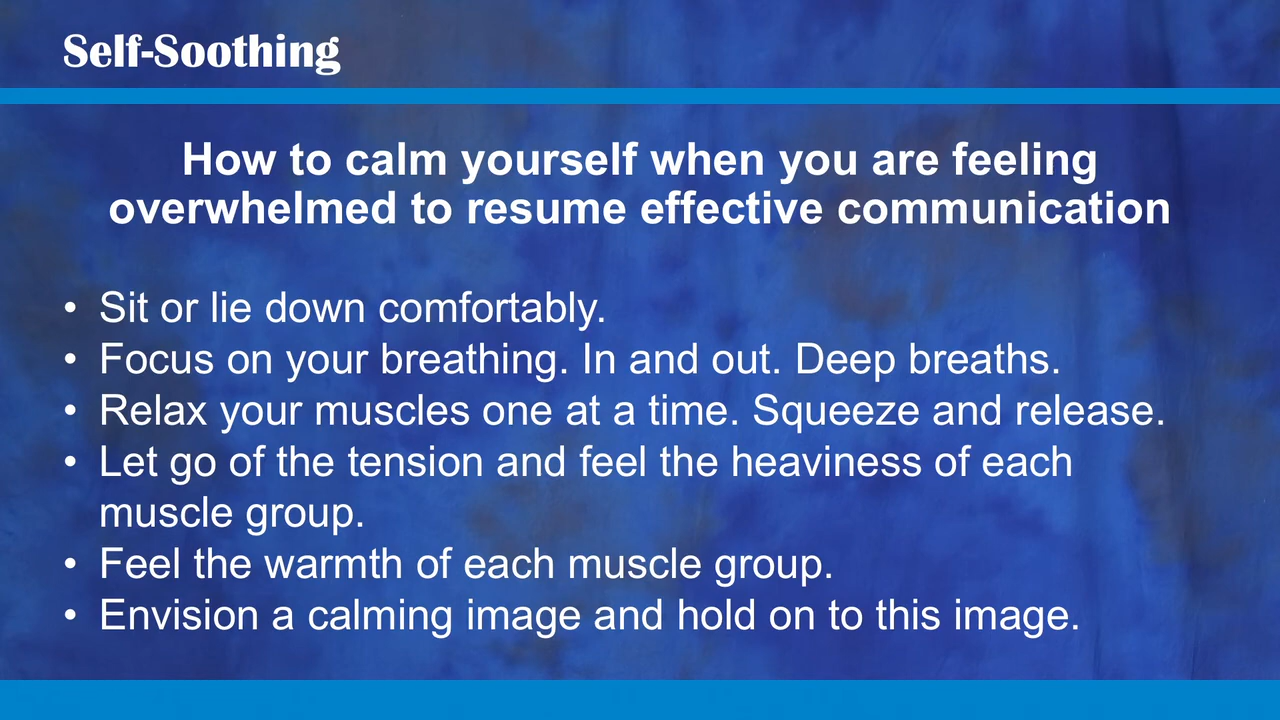 Self-Soothing
How to calm yourself when you are feeling
overwhelmed to resume effective communication
• Sit or lie down comfortably.
• Focus on your breathing. In and out. Deep breaths.
• Relax your muscles one at a time. Squeeze and release.
• Let go of the tension and feel the heaviness of each
muscle group.
• Feel the warmth of each muscle group.
• Envision a calming image and hold on to this image.